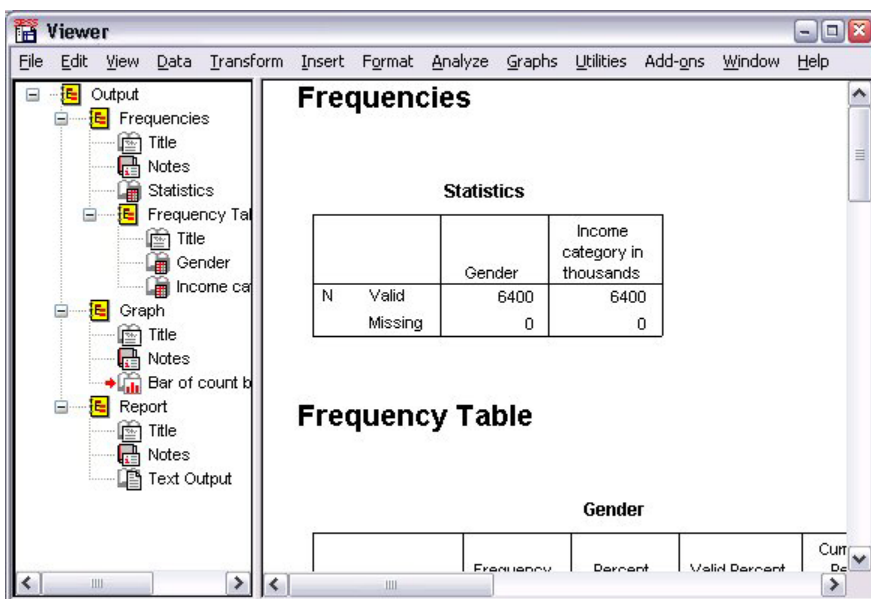 Viewer
File Edit View Data Transform Insert Format Analyze Graphs Utilities Add-ons Window Help
Output
Frequencies
Title
Notes
Statistics
Frequency Tal
Title
Gender
Income ca
Graph
Title
Notes
Bar of count b
Report
Title
Notes
Text Output
Frequencies
Statistics
Gender
Income
category in
thousands
N Valid 6400 6400
Missing 0 0
Frequency Table
Gender
Frequency Percent Valid Percent